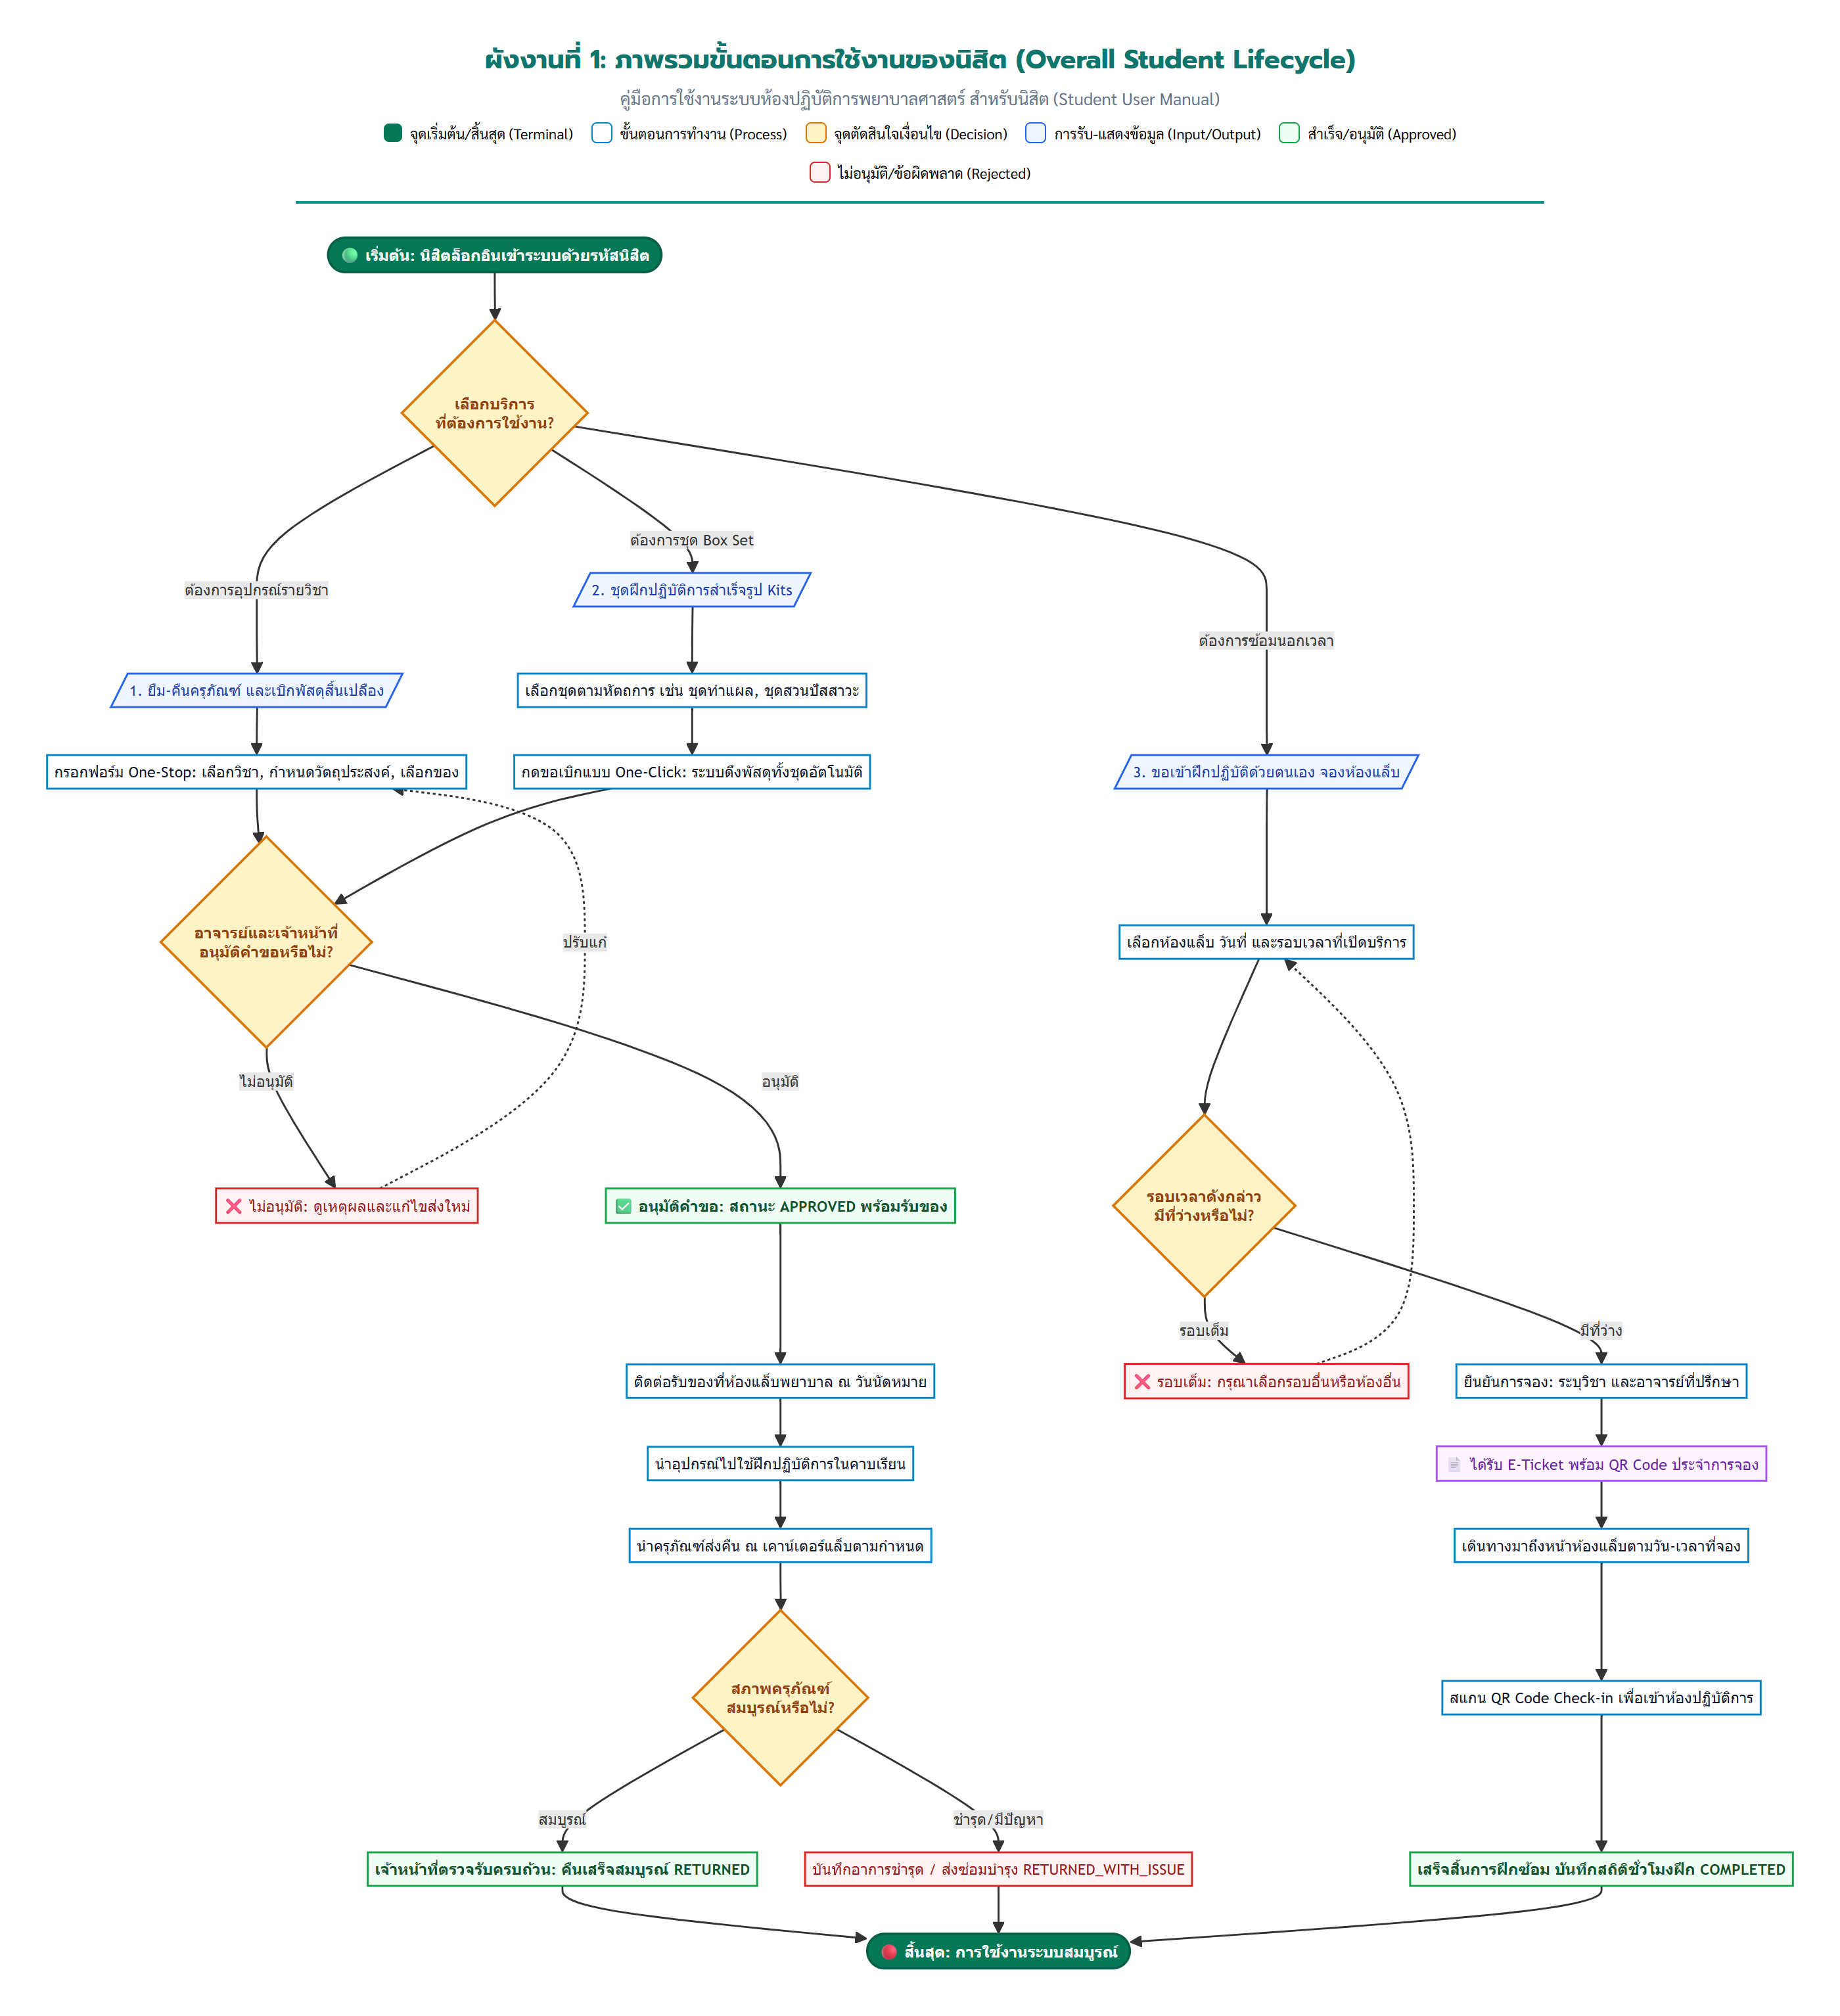 ผังงานที่ 1: ภาพรวมขั้นตอนการใช้งานของนิสิต (Overall Student Lifecycle)
คู่มือการใช้งานระบบห้องปฏิบัติการพยาบาลศาสตร์ สำหรับนิสิต (Student User Manual)
จุดเริ่มต้น/สิ้นสุด (Terminal)
ขั้นตอนการทำงาน (Process)
จุดตัดสินใจเงื่อนไข (Decision)
การรับ-แสดงข้อมูล (Input/Output)
สำเร็จ/อนุมัติ (Approved)
ไม่อนุมัติ/ข้อผิดพลาด (Rejected)
เริ่มต้น: นิสิตล็อกอินเข้าระบบด้วยรหัสนิสิต
เลือกบริการ
ที่ต้องการใช้งาน?
ต้องการชุด Box Set
ต้องการอุปกรณ์รายวิชา
2. ชุดฝึกปฏิบัติการสำเร็จรูป Kits
ต้องการซ้อมนอกเวลา
1. ยืม-คืนครุภัณฑ์ และเบิกพัสดุสิ้นเปลือง
เลือกชุดตามหัตถการ เช่น ชุดทำแผล, ชุดสวนปัสสาวะ
กรอกฟอร์ม One-Stop: เลือกวิชา, กำหนดวัตถุประสงค์, เลือกของ
กดขอเบิกแบบ One-Click: ระบบดึงพัสดุทั้งชุดอัตโนมัติ
3. ขอเข้าฝึกปฏิบัติด้วยตนเอง จองห้องแล็บ
อาจารย์และเจ้าหน้าที่
อนุมัติคำขอหรือไม่?
ปรับแก้
เลือกห้องแล็บ วันที่ และรอบเวลาที่เปิดบริการ
ไม่อนุมัติ
อนุมัติ
❌ ไม่อนุมัติ: ดูเหตุผลและแก้ไขส่งใหม่
✅ อนุมัติคำขอ: สถานะ APPROVED พร้อมรับของ
รอบเวลาดังกล่าว
มีที่ว่างหรือไม่?
รอบเต็ม
มีที่ว่าง
ติดต่อรับของที่ห้องแล็บพยาบาล ณ วันนัดหมาย
❌ รอบเต็ม: กรุณาเลือกรอบอื่นหรือห้องอื่น
ยืนยันการจอง: ระบุวิชา และอาจารย์ที่ปรึกษา
นำอุปกรณ์ไปใช้ฝึกปฏิบัติการในคาบเรียน
ได้รับ E-Ticket พร้อม QR Code ประจำการจอง
นำครุภัณฑ์ส่งคืน ณ เคาน์เตอร์แล็บตามกำหนด
เดินทางมาถึงหน้าห้องแล็บตามวัน-เวลาที่จอง
สภาพครุภัณฑ์
สมบูรณ์หรือไม่?
สแกน QR Code Check-in เพื่อเข้าห้องปฏิบัติการ
สมบูรณ์
ชำรุด/มีปัญหา
เจ้าหน้าที่ตรวจรับครบถ้วน: คืนเสร็จสมบูรณ์ RETURNED
บันทึกอาการชำรุด / ส่งซ่อมบำรุง RETURNED_WITH_ISSUE
เสร็จสิ้นการฝึกซ้อม บันทึกสถิติชั่วโมงฝึก COMPLETED
สิ้นสุด: การใช้งานระบบสมบูรณ์